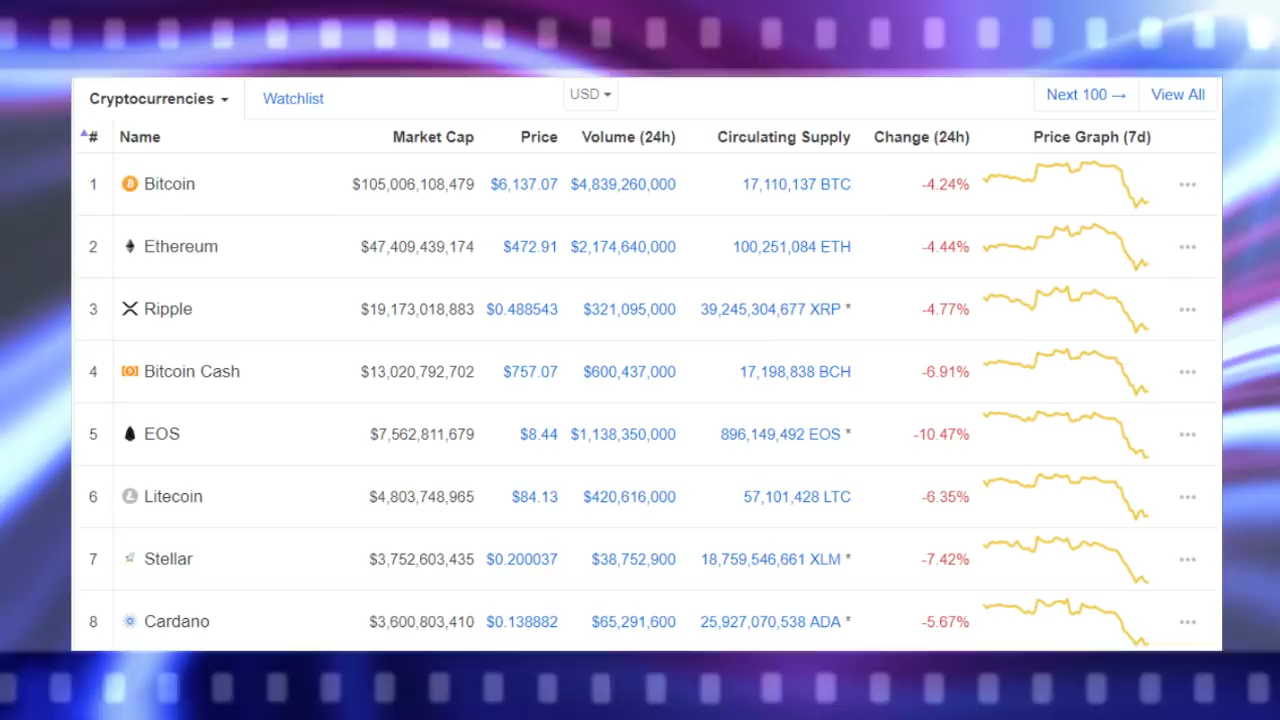 Cryptocurrencies Watchlist USD Next 100 → View All
# Name Market Cap Price Volume (24h) Circulating Supply Change (24h) Price Graph (7d)
1 Bitcoin $105,006,108,479 $6,137.07 $4,839,260,000 17,110,137 BTC -4.24%
2 Ethereum $47,409,439,174 $472.91 $2,174,640,000 100,251,084 ETH -4.44%
3 Ripple $19,173,018,883 $0.488543 $321,095,000 39,245,304,677 XRP * -4.77%
4 Bitcoin Cash $13,020,792,702 $757.07 $600,437,000 17,198,838 BCH -6.91%
5 EOS $7,562,811,679 $8.44 $1,138,350,000 896,149,492 EOS * -10.47%
6 Litecoin $4,803,748,965 $84.13 $420,616,000 57,101,428 LTC -6.35%
7 Stellar $3,752,603,435 $0.200037 $38,752,900 18,759,546,661 XLM * -7.42%
8 Cardano $3,600,803,410 $0.138882 $65,291,600 25,927,070,538 ADA * -5.67%